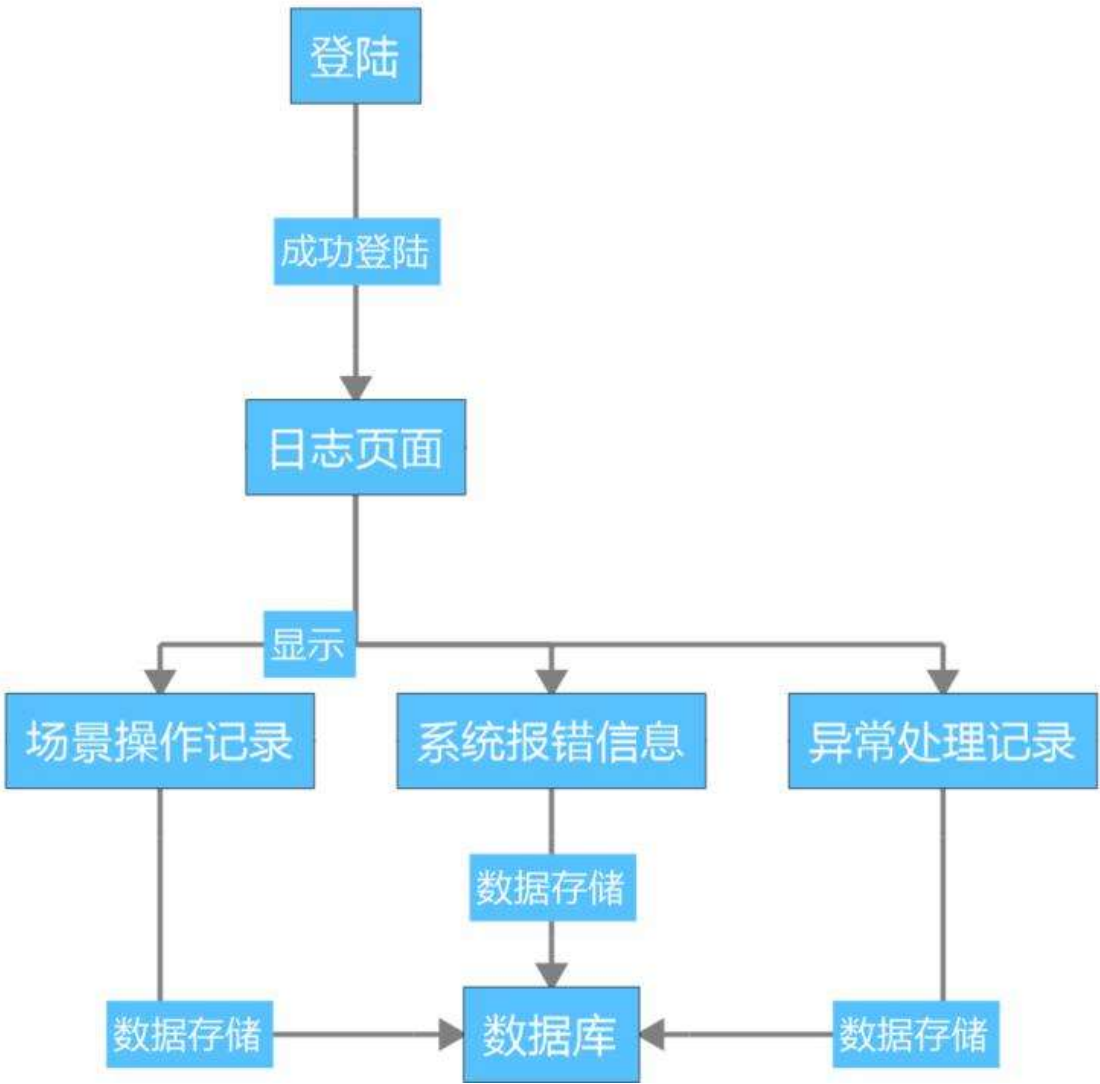 登陆
成功登陆
日志页面
显示
场景操作记录
系统报错信息
异常处理记录
数据存储
数据存储
数据库
数据存储